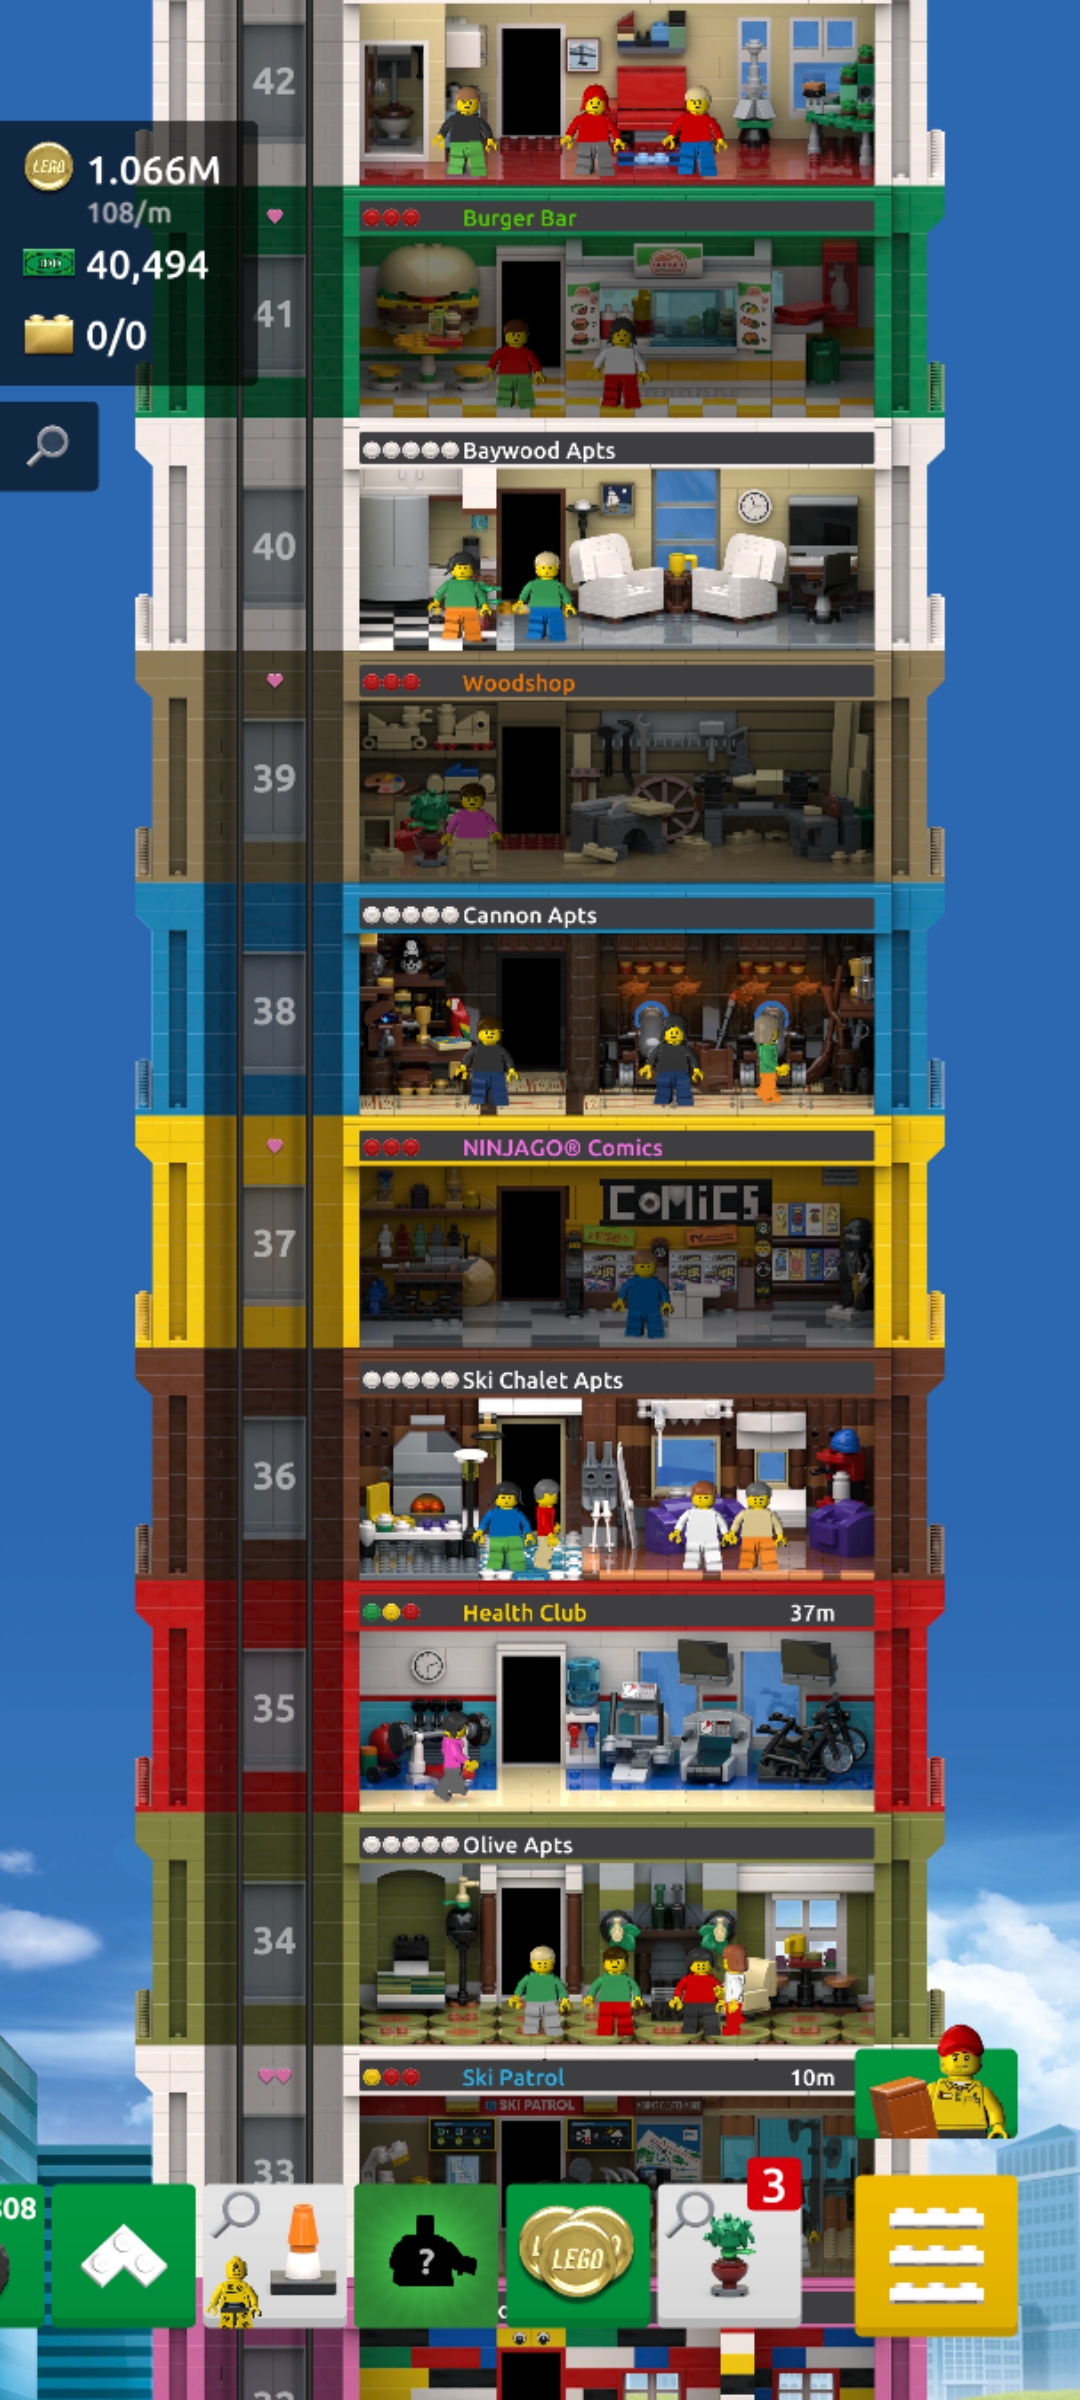 42
LEGO 1.066M
108/m
Burger Bar
40,494
41
0/0
Baywood Apts
40
Woodshop
39
Cannon Apts
38
NINJAGO® Comics
COMiCS
37
Ski Chalet Apts
36
Health Club 37m
35
Olive Apts
34
Ski Patrol 10m
SKI PATROL
33
3
08
?
LEGO